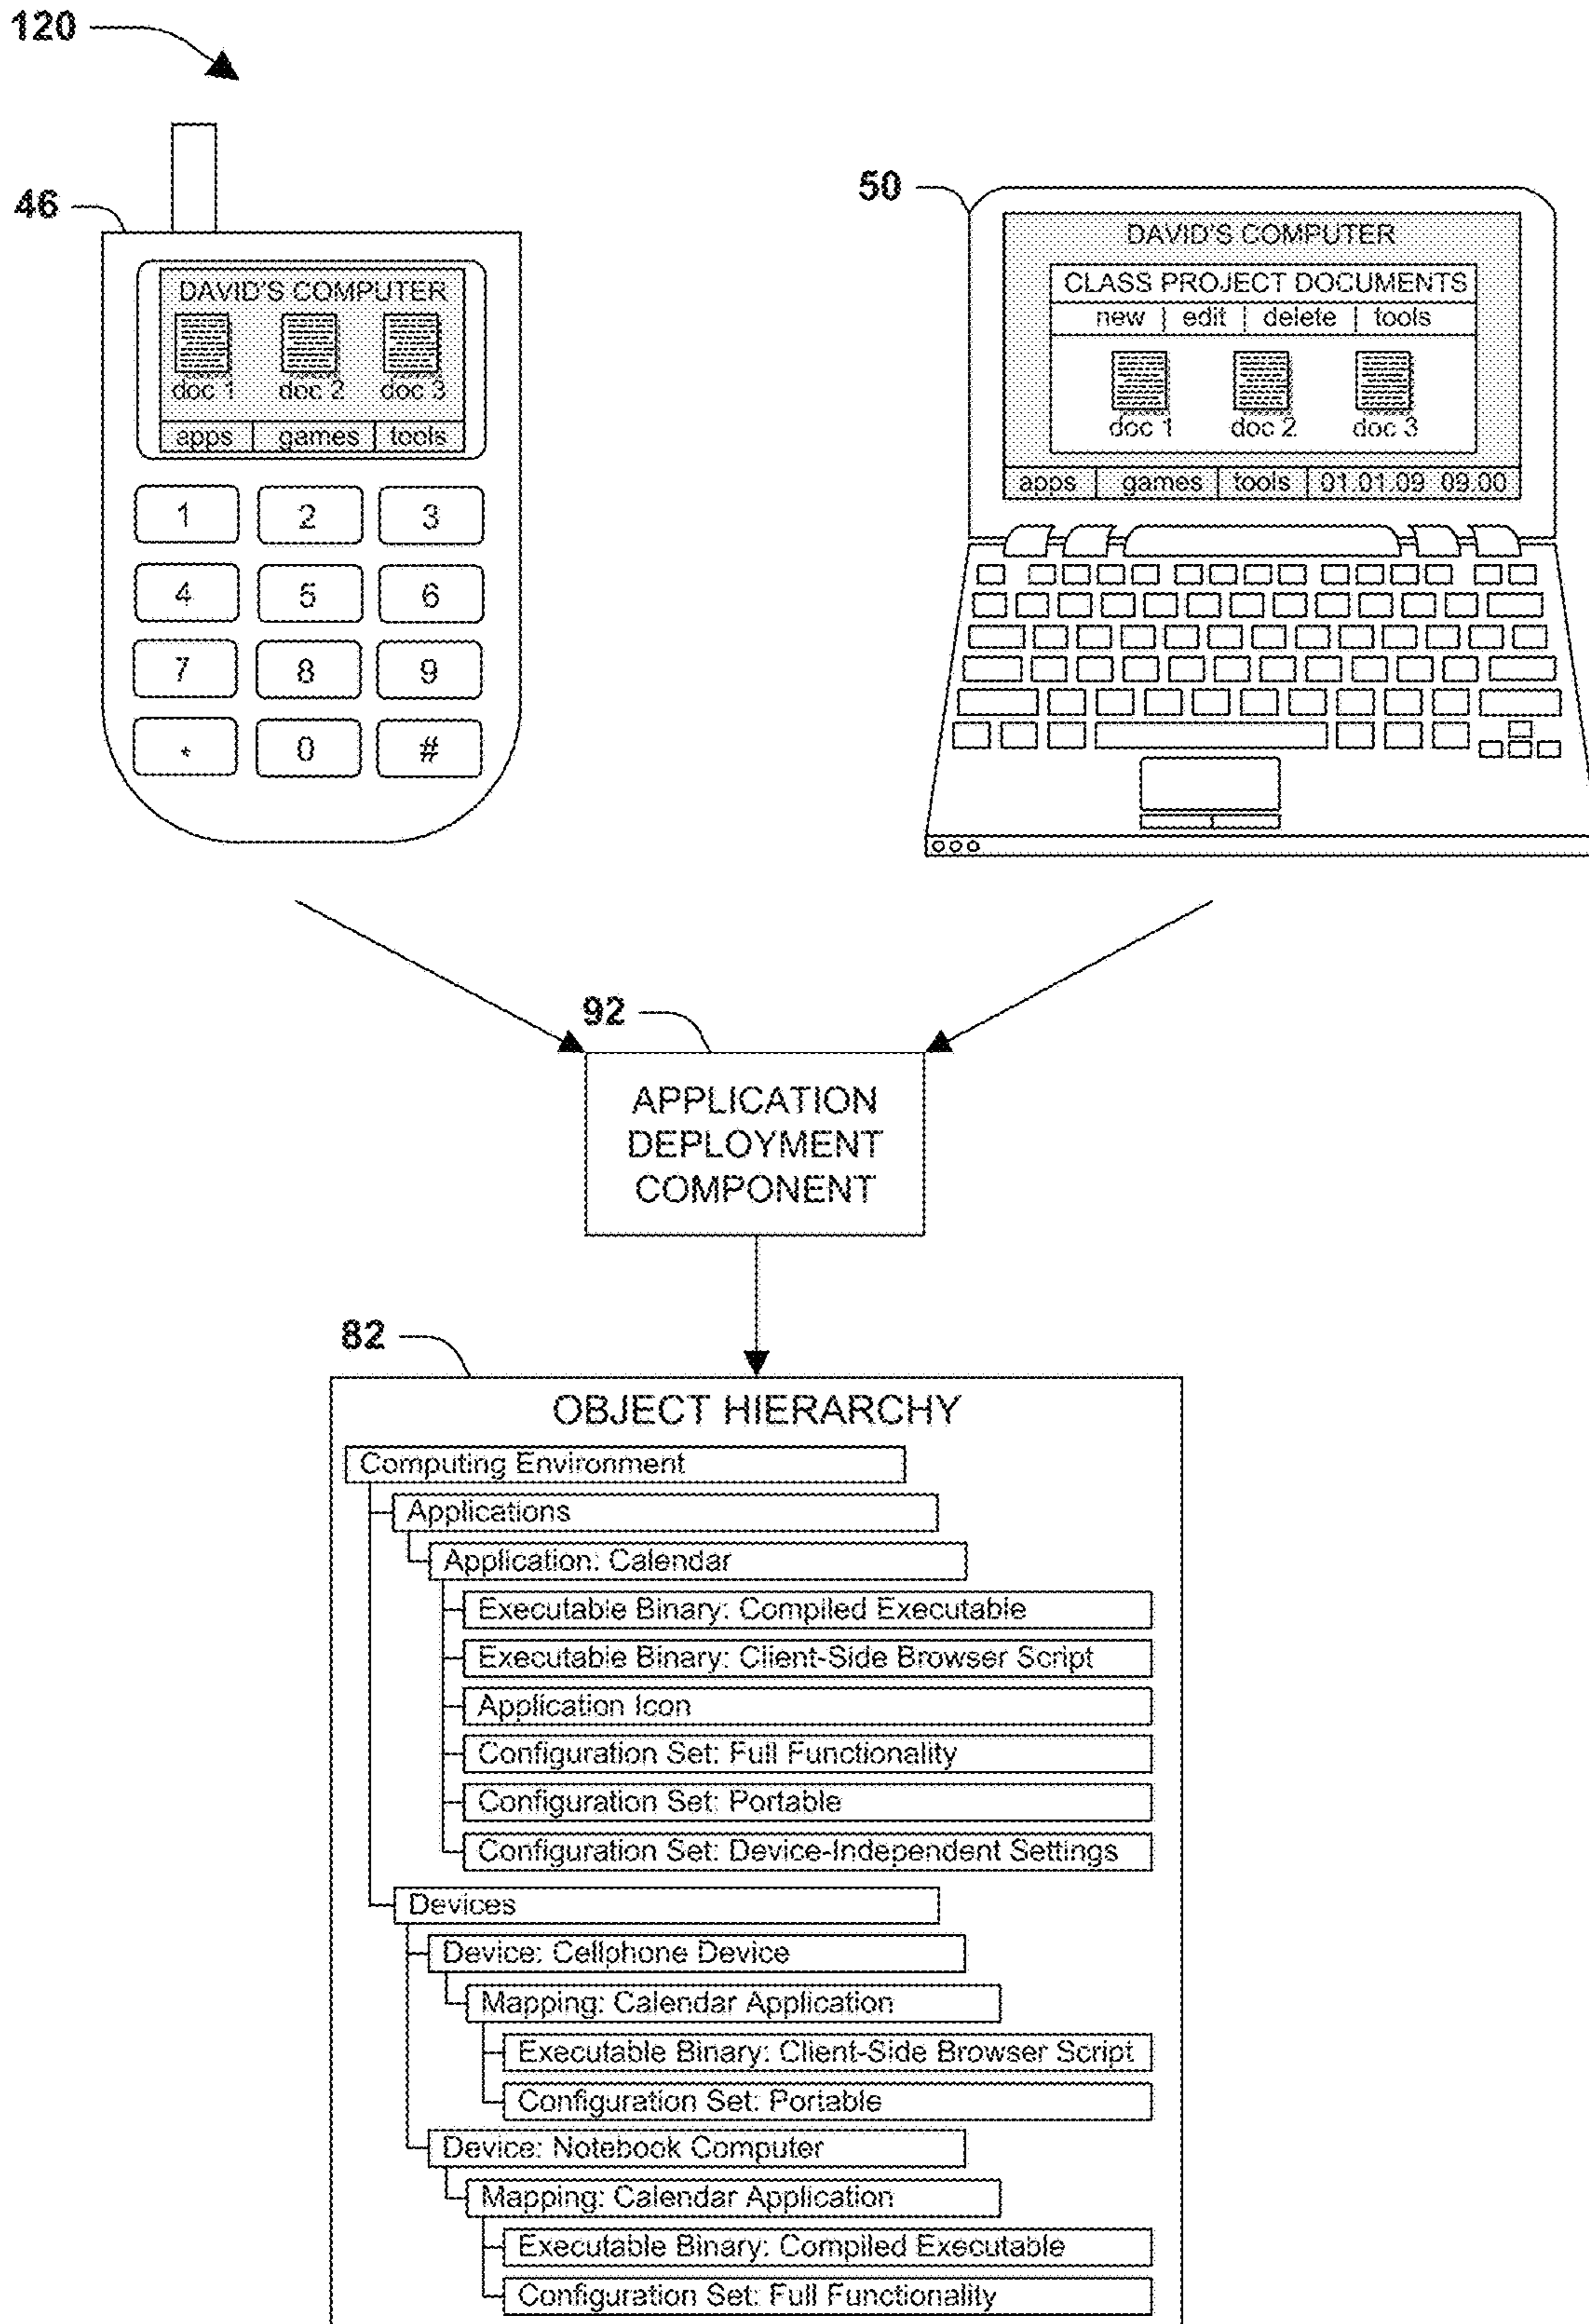 120
46
DAVID'S COMPUTER
doc 1 doc 2 doc 3
apps games tools
1 2 3
4 5 6
7 8 9
* 0 #
50
DAVID'S COMPUTER
CLASS PROJECT DOCUMENTS
new | edit | delete | tools
doc 1 doc 2 doc 3
apps games tools 01.01.09 09.00
92
APPLICATION
DEPLOYMENT
COMPONENT
82
OBJECT HIERARCHY
Computing Environment
Applications
Application: Calendar
Executable Binary: Compiled Executable
Executable Binary: Client-Side Browser Script
Application Icon
Configuration Set: Full Functionality
Configuration Set: Portable
Configuration Set: Device-Independent Settings
Devices
Device: Cellphone Device
Mapping: Calendar Application
Executable Binary: Client-Side Browser Script
Configuration Set: Portable
Device: Notebook Computer
Mapping: Calendar Application
Executable Binary: Compiled Executable
Configuration Set: Full Functionality